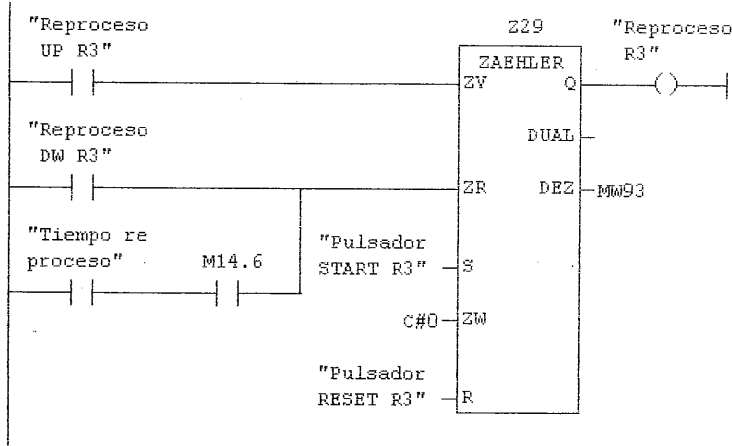 "Reproceso
UP R3"
Z29
"Reproceso
R3"
ZAEHLER
ZV
Q
"Reproceso
DW R3"
DUAL
ZR
DEZ
MW93
"Tiempo re
proceso"
M14.6
"Pulsador
START R3"
S
C#0
ZW
"Pulsador
RESET R3"
R